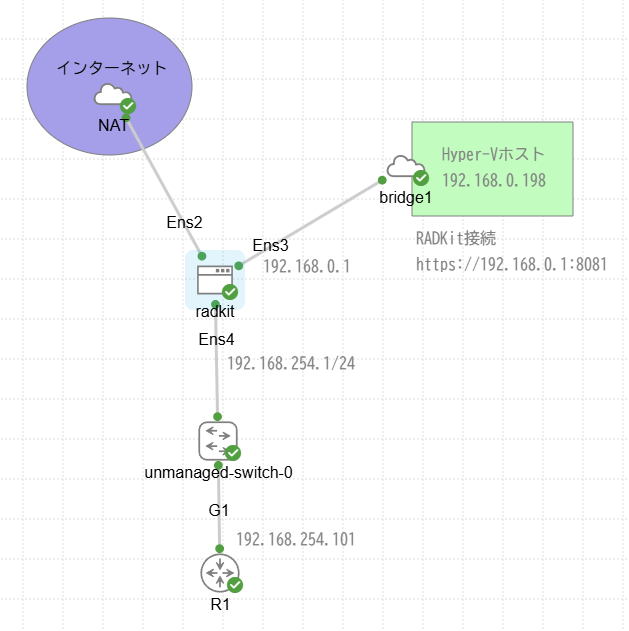 インターネット
NAT
Hyper-Vホスト
192.168.0.198
bridge1
Ens2
RADKit接続
Ens3
192.168.0.1
https://192.168.0.1:8081
radkit
Ens4
192.168.254.1/24
unmanaged-switch-0
G1
192.168.254.101
R1